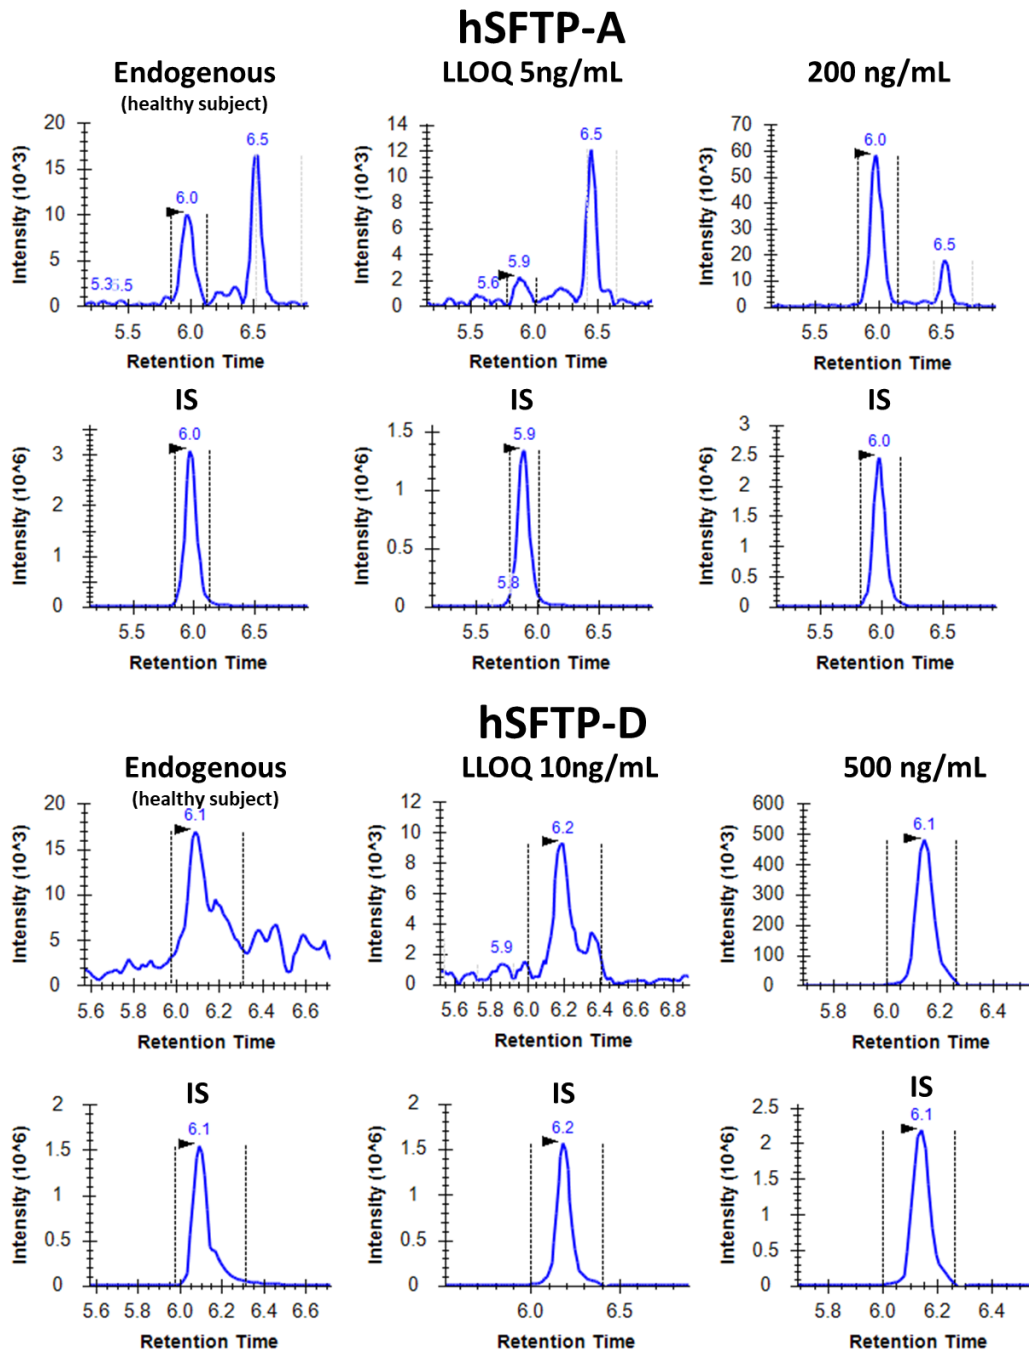 hSFTP-A
Endogenous
(healthy subject)
LLOQ 5ng/mL
200 ng/mL
Intensity (10^3)
20
15
10
5
0
5.3
5.5
6.0
6.5
5.5 6.0 6.5
Retention Time
Intensity (10^3)
14
12
10
8
6
4
2
0
5.6
5.9
6.5
5.5 6.0 6.5
Retention Time
Intensity (10^3)
70
60
50
40
30
20
10
0
6.0
6.5
5.5 6.0 6.5
Retention Time
IS
Intensity (10^6)
3
2
1
0
6.0
5.5 6.0 6.5
Retention Time
IS
Intensity (10^6)
1.5
1
0.5
0
5.8
5.9
5.5 6.0 6.5
Retention Time
IS
Intensity (10^6)
3
2.5
2
1.5
1
0.5
0
6.0
5.5 6.0 6.5
Retention Time
hSFTP-D
Endogenous
(healthy subject)
LLOQ 10ng/mL
500 ng/mL
Intensity (10^3)
20
15
10
5
0
6.1
5.6 5.8 6.0 6.2 6.4 6.6
Retention Time
Intensity (10^3)
12
10
8
6
4
2
0
5.9
6.2
5.6 5.8 6.0 6.2 6.4 6.6 6.8
Retention Time
Intensity (10^3)
600
500
400
300
200
100
0
6.1
5.8 6.0 6.2 6.4
Retention Time
IS
Intensity (10^6)
2
1.5
1
0.5
0
6.1
5.6 5.8 6.0 6.2 6.4 6.6
Retention Time
IS
Intensity (10^6)
2
1.5
1
0.5
0
6.2
6.0 6.5
Retention Time
IS
Intensity (10^6)
2.5
2
1.5
1
0.5
0
6.1
5.8 6.0 6.2 6.4
Retention Time